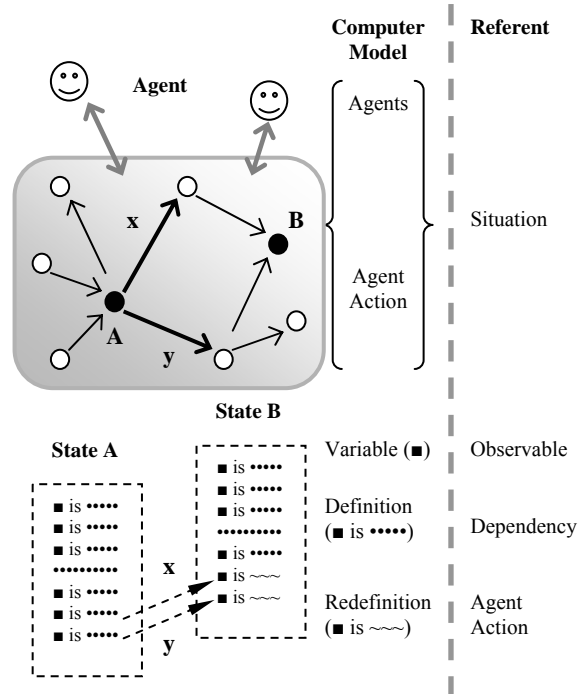 Computer Model
Referent
Agent
Agents
x
B
Situation
Agent Action
A
y
State B
State A
Variable (■)
Observable
■ is •••••
■ is •••••
■ is •••••
•••••••••••
■ is •••••
■ is ~~~
■ is ~~~
■ is •••••
■ is •••••
■ is •••••
•••••••••••
■ is •••••
■ is •••••
■ is •••••
x
y
Definition
(■ is •••••)
Dependency
Redefinition
(■ is ~~~)
Agent
Action